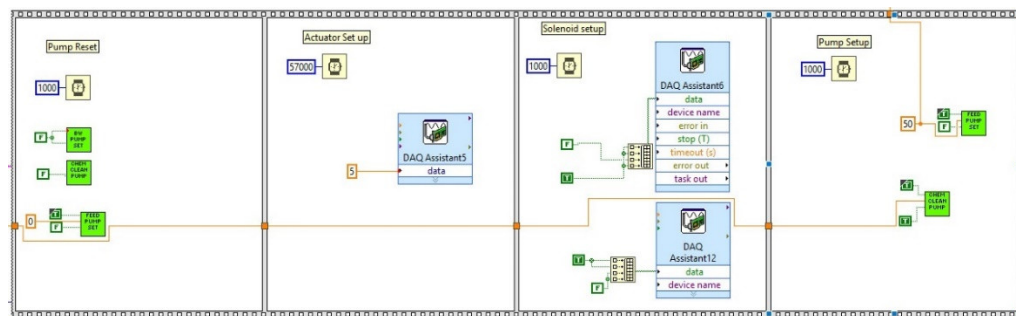 Pump Reset
1000
F
BW
PUMP
SET
F
CHEM
CLEAN
PUMP
0
T
F
FEED
PUMP
SET
Actuator Set up
57000
DAQ Assistant5
data
5
Solenoid setup
1000
DAQ Assistant6
data
device name
error in
stop (T)
timeout (s)
error out
task out
F
T
DAQ
Assistant12
data
device name
T
F
Pump Setup
1000
50
T
F
FEED
PUMP
SET
T
T
CHEM
CLEAN
PUMP